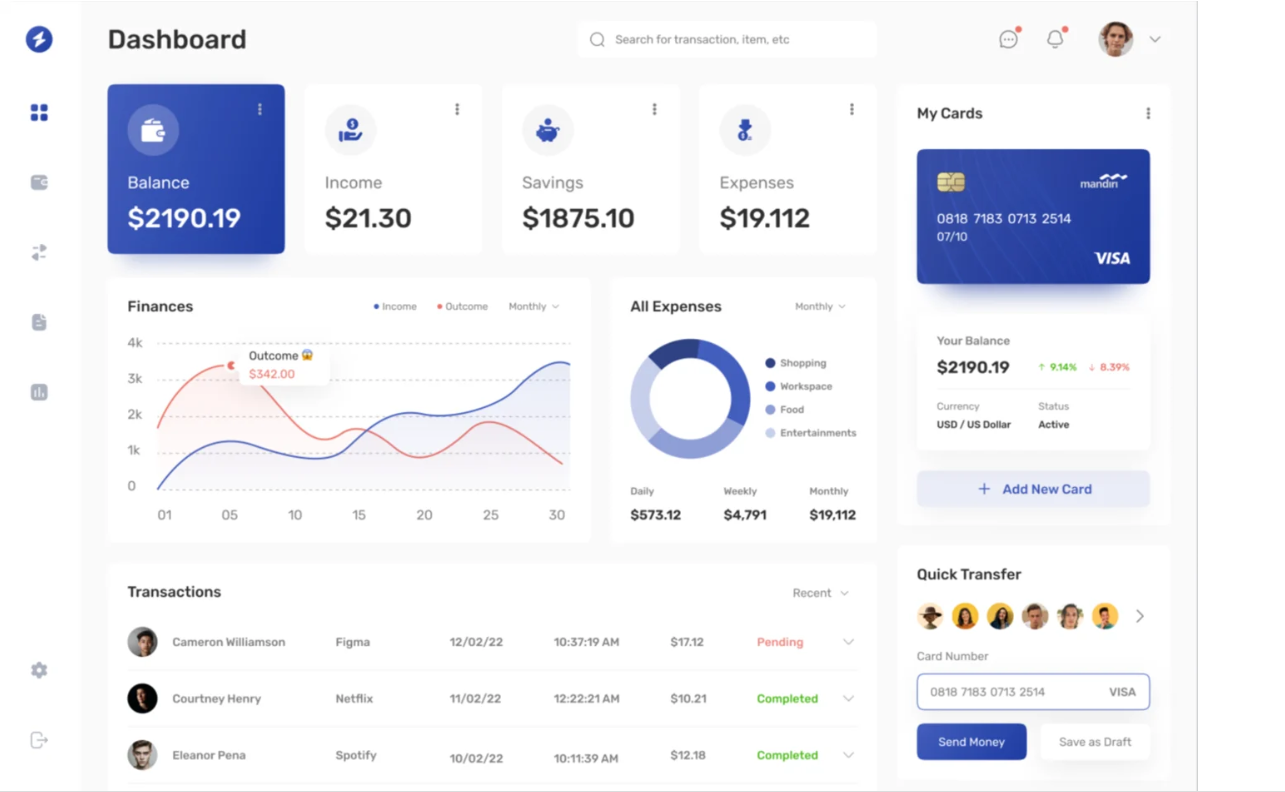 Dashboard
Search for transaction, item, etc
Balance
$2190.19
Income
$21.30
Savings
$1875.10
Expenses
$19.112
My Cards
mandiri
0818 7183 0713 2514
07/10
VISA
Your Balance
$2190.19 ↑ 9.14% ↓ 8.39%
Currency Status
USD / US Dollar Active
+ Add New Card
Finances Income Outcome Monthly
Outcome 😱
$342.00
4k
3k
2k
1k
0
01 05 10 15 20 25 30
All Expenses Monthly
Shopping
Workspace
Food
Entertainments
Daily Weekly Monthly
$573.12 $4,791 $19,112
Transactions Recent
Cameron Williamson Figma 12/02/22 10:37:19 AM $17.12 Pending
Courtney Henry Netflix 11/02/22 12:22:21 AM $10.21 Completed
Eleanor Pena Spotify 10/02/22 10:11:39 AM $12.18 Completed
Quick Transfer
Card Number
0818 7183 0713 2514 VISA
Send Money Save as Draft